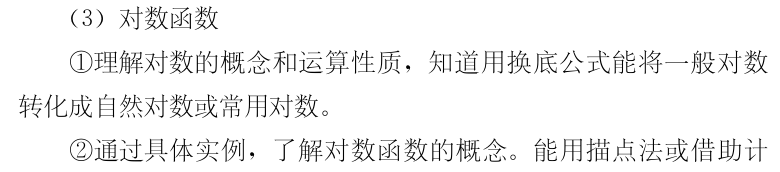 （3）对数函数
①理解对数的概念和运算性质，知道用换底公式能将一般对数
转化成自然对数或常用对数。
②通过具体实例，了解对数函数的概念。能用描点法或借助计